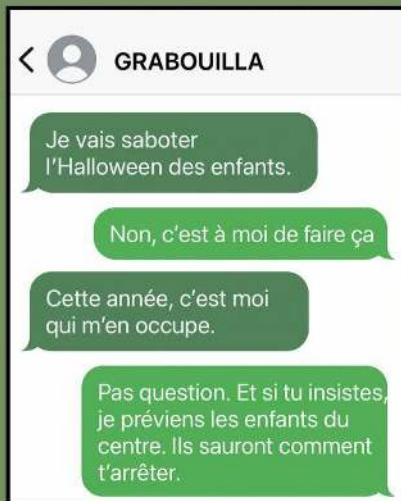 GRABOUILLA
Je vais saboter
l'Halloween des enfants.
Non, c'est à moi de faire ça
Cette année, c'est moi
qui m'en occupe.
Pas question. Et si tu insistes,
je préviens les enfants du
centre. Ils sauront comment
t'arrêter.